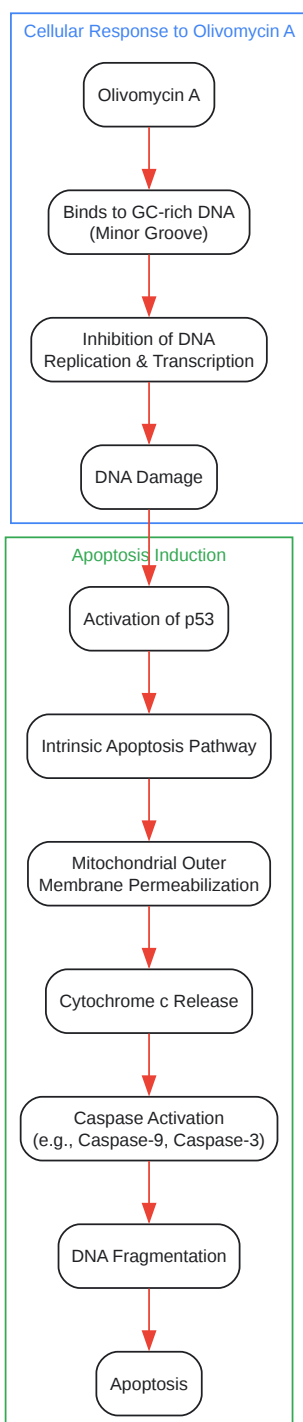 Cellular Response to Olivomycin A
Olivomycin A
Binds to GC-rich DNA
(Minor Groove)
Inhibition of DNA
Replication & Transcription
DNA Damage
Apoptosis Induction
Activation of p53
Intrinsic Apoptosis Pathway
Mitochondrial Outer
Membrane Permeabilization
Cytochrome c Release
Caspase Activation
(e.g., Caspase-9, Caspase-3)
DNA Fragmentation
Apoptosis